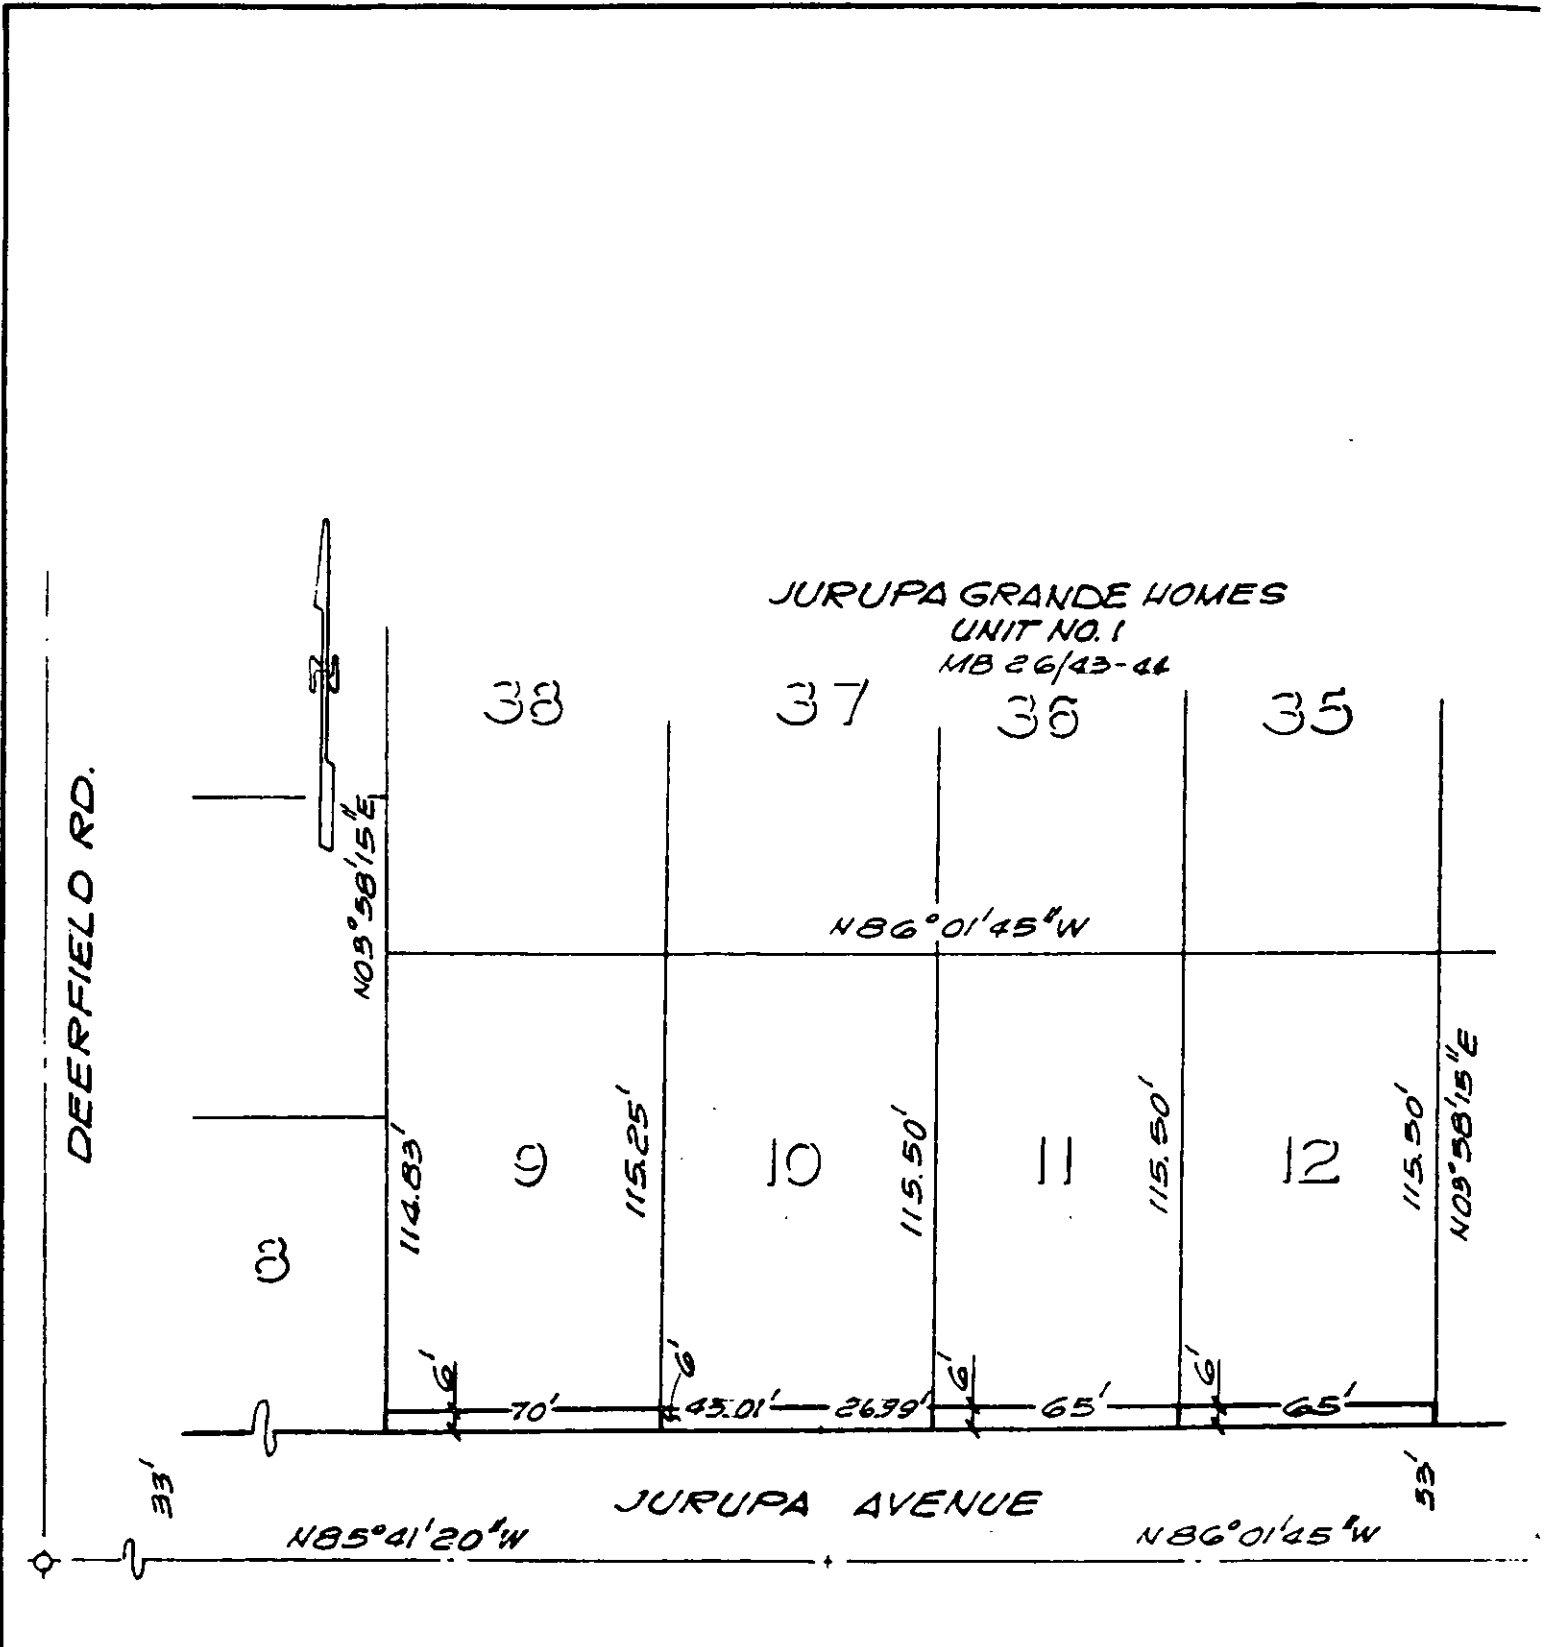 JURUPA GRANDE HOMES
UNIT NO. 1
MB 26/43-44
N
38
37
36
35
DEERFIELD RD.
N03°58'15"E
N86°01'45"W
114.83'
9
115.25'
10
115.50'
11
115.50'
12
115.50'
N03°58'15"E
8
6'
6'
6'
6'
70'
43.01'
26.99'
65'
65'
33'
JURUPA AVENUE
N85°41'20"W
N86°01'45"W